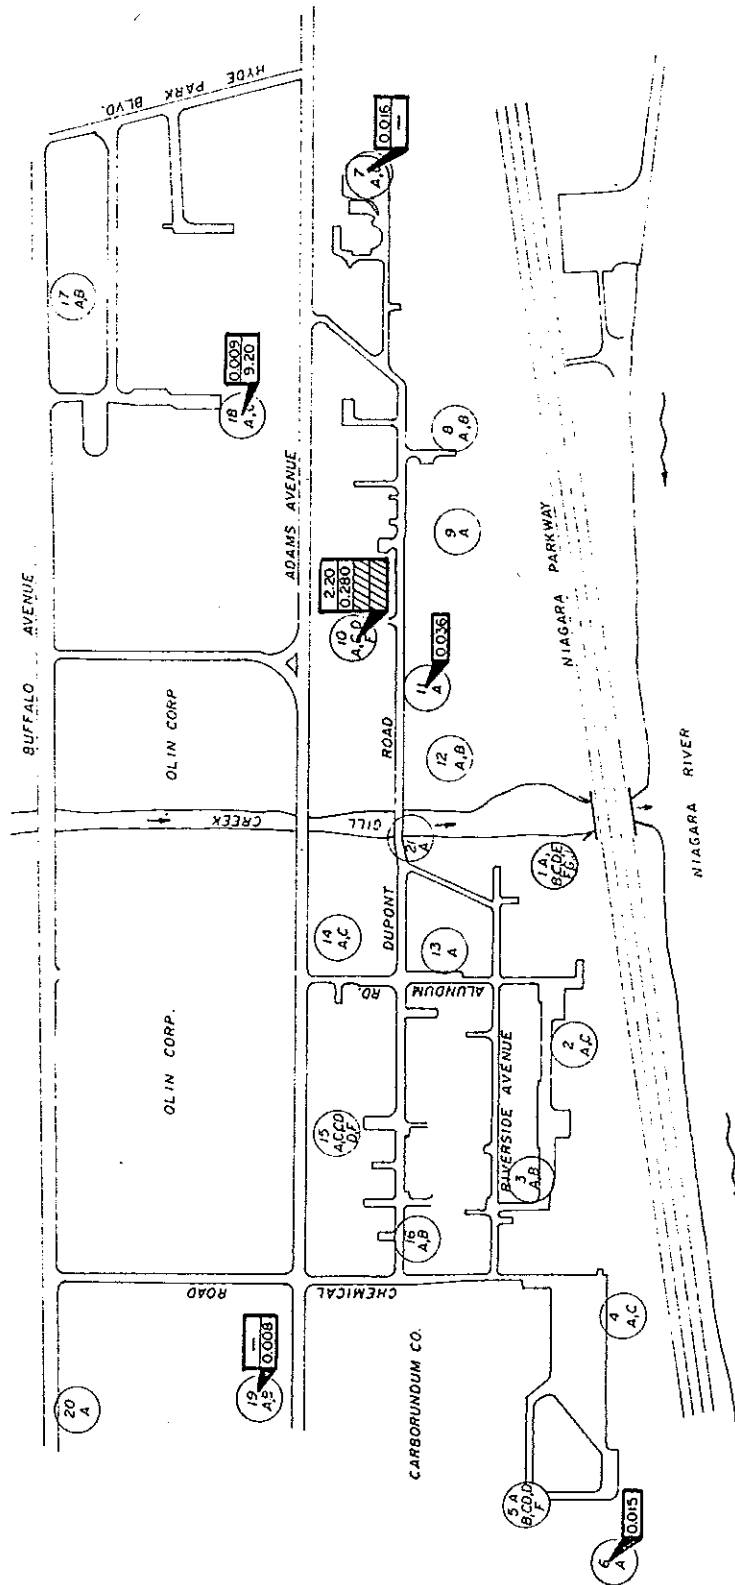 BUFFALO AVENUE
HYDE PARK BLVD.
17
A,B
20
A
OLIN CORP.
OLIN CORP
GILL CREEK
ADAMS AVENUE
18
A,C
0.009
9.20
19
A,B
—
0.008
CHEMICAL ROAD
14
A,C
15
A,C,CD
D,F
10
A,C,D
F
2.20
0.280
7
A,B
0.016
—
DUPONT ROAD
16
A,B
ALUNDUM RD.
21
A
11
A
0.036
CARBORUNDUM CO.
13
A
12
A,B
9
A
8
A,B
RIVERSIDE AVENUE
5 A
B,CD,D
F
3
A,B
2
A,C
1 A,
B,CD,E
F,G
4
A,C
6
A
0.015
NIAGARA PARKWAY
NIAGARA RIVER